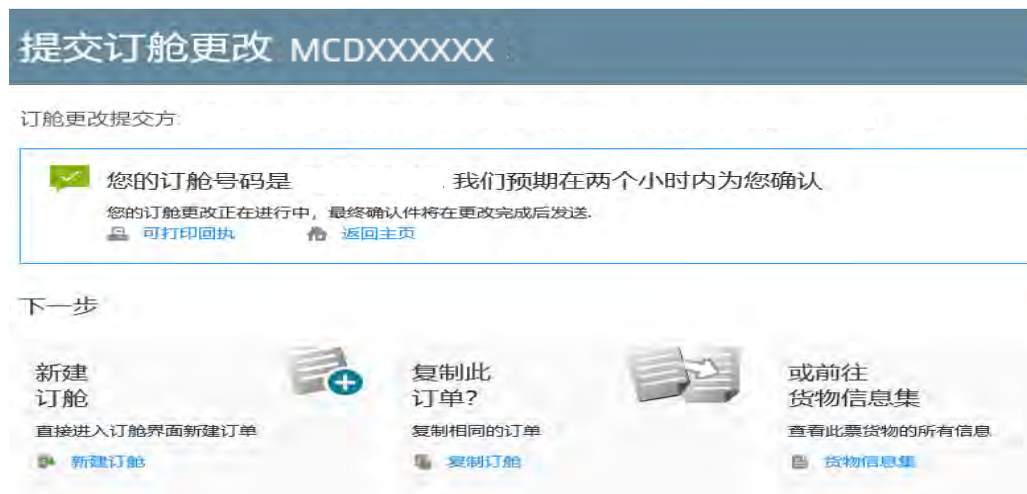 提交订舱更改 MCDXXXXXX
订舱更改提交方:
您的订舱号码是 . 我们预期在两个小时内为您确认
您的订舱更改正在进行中，最终确认件将在更改完成后发送.
可打印回执 返回主页
下一步
新建
订舱
直接进入订舱界面新建订单
新建订舱
复制此
订单?
复制相同的订单
复制订舱
或前往
货物信息集
查看此票货物的所有信息
货物信息集